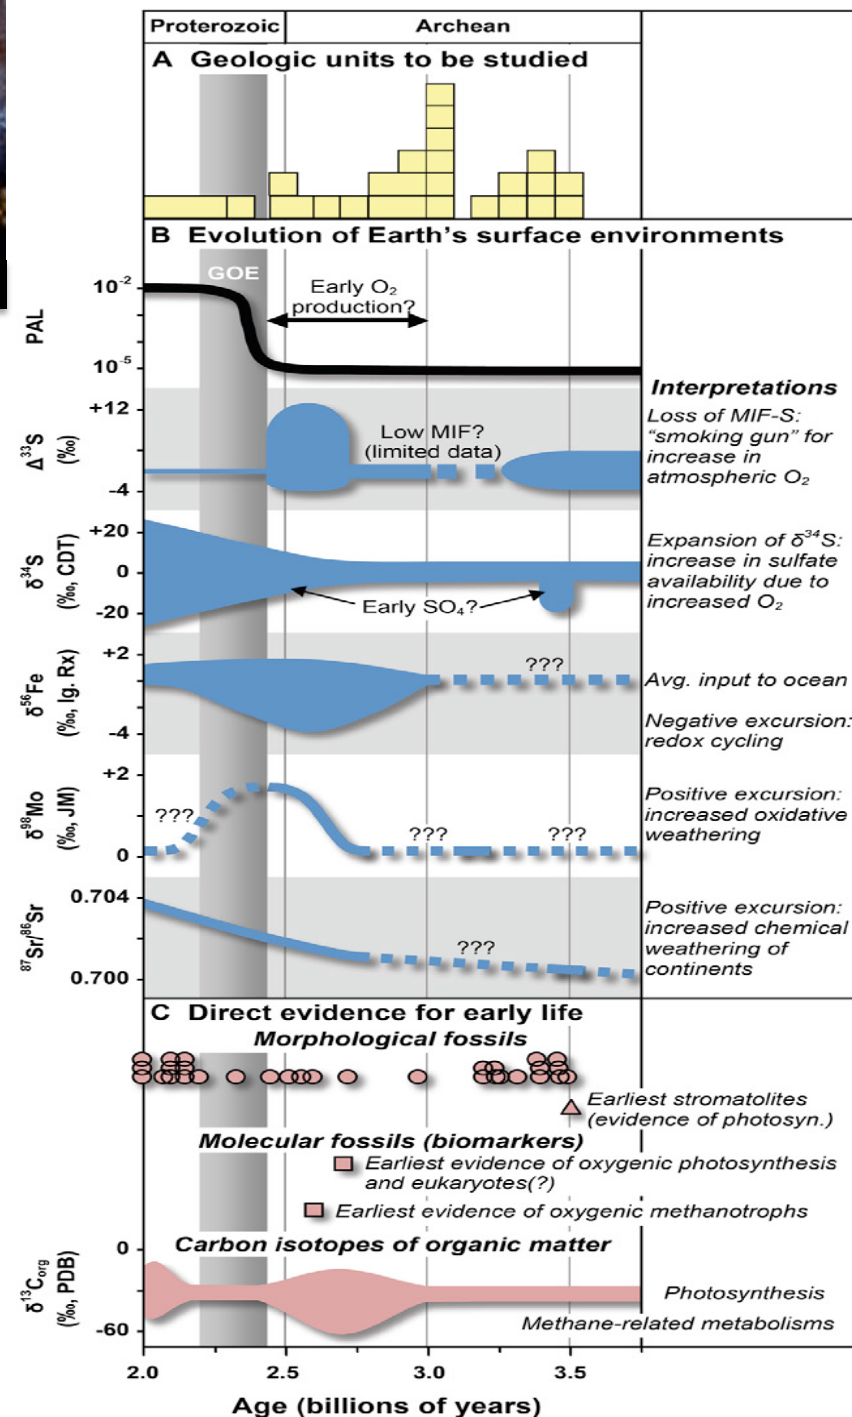 Proterozoic Archean
A Geologic units to be studied
B Evolution of Earth's surface environments
GOE
Early O₂
production?
PAL
10⁻²
10⁻⁵
Interpretations
Δ³³S
(‰)
+12
-4
Low MIF?
(limited data)
Loss of MIF-S:
“smoking gun” for
increase in
atmospheric O₂
δ³⁴S
(‰, CDT)
+20
0
-20
Early SO₄?
Expansion of δ³⁴S:
increase in sulfate
availability due to
increased O₂
δ⁵⁶Fe
(‰, Ig. Rx)
+2
-4
???
Avg. input to ocean
Negative excursion:
redox cycling
δ⁹⁸Mo
(‰, JM)
+2
0
???
???
???
Positive excursion:
increased oxidative
weathering
⁸⁷Sr/⁸⁶Sr
0.704
0.700
???
Positive excursion:
increased chemical
weathering of
continents
C Direct evidence for early life
Morphological fossils
Earliest stromatolites
(evidence of photosyn.)
Molecular fossils (biomarkers)
Earliest evidence of oxygenic photosynthesis
and eukaryotes(?)
Earliest evidence of oxygenic methanotrophs
Carbon isotopes of organic matter
δ¹³Corg
(‰, PDB)
0
-60
Photosynthesis
Methane-related metabolisms
2.0 2.5 3.0 3.5
Age (billions of years)